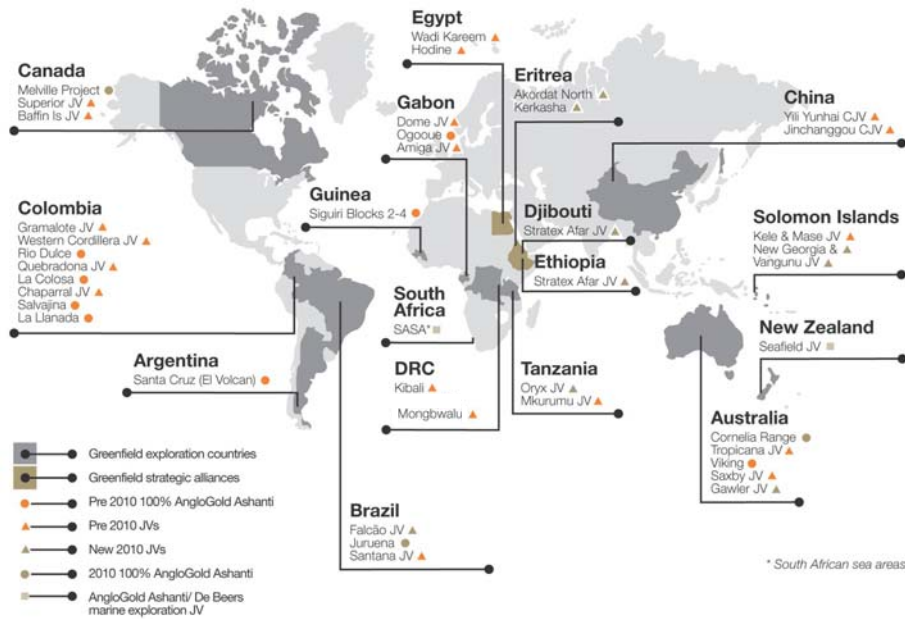 Egypt
Wadi Kareem
Hodine
Canada
Melville Project
Superior JV
Baffin Is JV
Gabon
Dome JV
Ogooue
Amiga JV
Eritrea
Akordat North
Kerkasha
China
Yili Yunhai CJV
Jinchanggou CJV
Colombia
Gramalote JV
Western Cordillera JV
Rio Dulce
Quebradona JV
La Colosa
Chaparral JV
Salvajina
La Llanada
Guinea
Siguiri Blocks 2-4
Djibouti
Stratex Afar JV
Ethiopia
Stratex Afar JV
Solomon Islands
Kele & Mase JV
New Georgia &
Vangunu JV
South
Africa
SASA*
New Zealand
Seafield JV
Argentina
Santa Cruz (El Volcan)
DRC
Kibali
Mongbwalu
Tanzania
Oryx JV
Mkurumu JV
Australia
Cornelia Range
Tropicana JV
Viking
Saxby JV
Gawler JV
Brazil
Falcão JV
Juruena
Santana JV
Greenfield exploration countries
Greenfield strategic alliances
Pre 2010 100% AngloGold Ashanti
Pre 2010 JVs
New 2010 JVs
2010 100% AngloGold Ashanti
AngloGold Ashanti/ De Beers
marine exploration JV
* South African sea areas